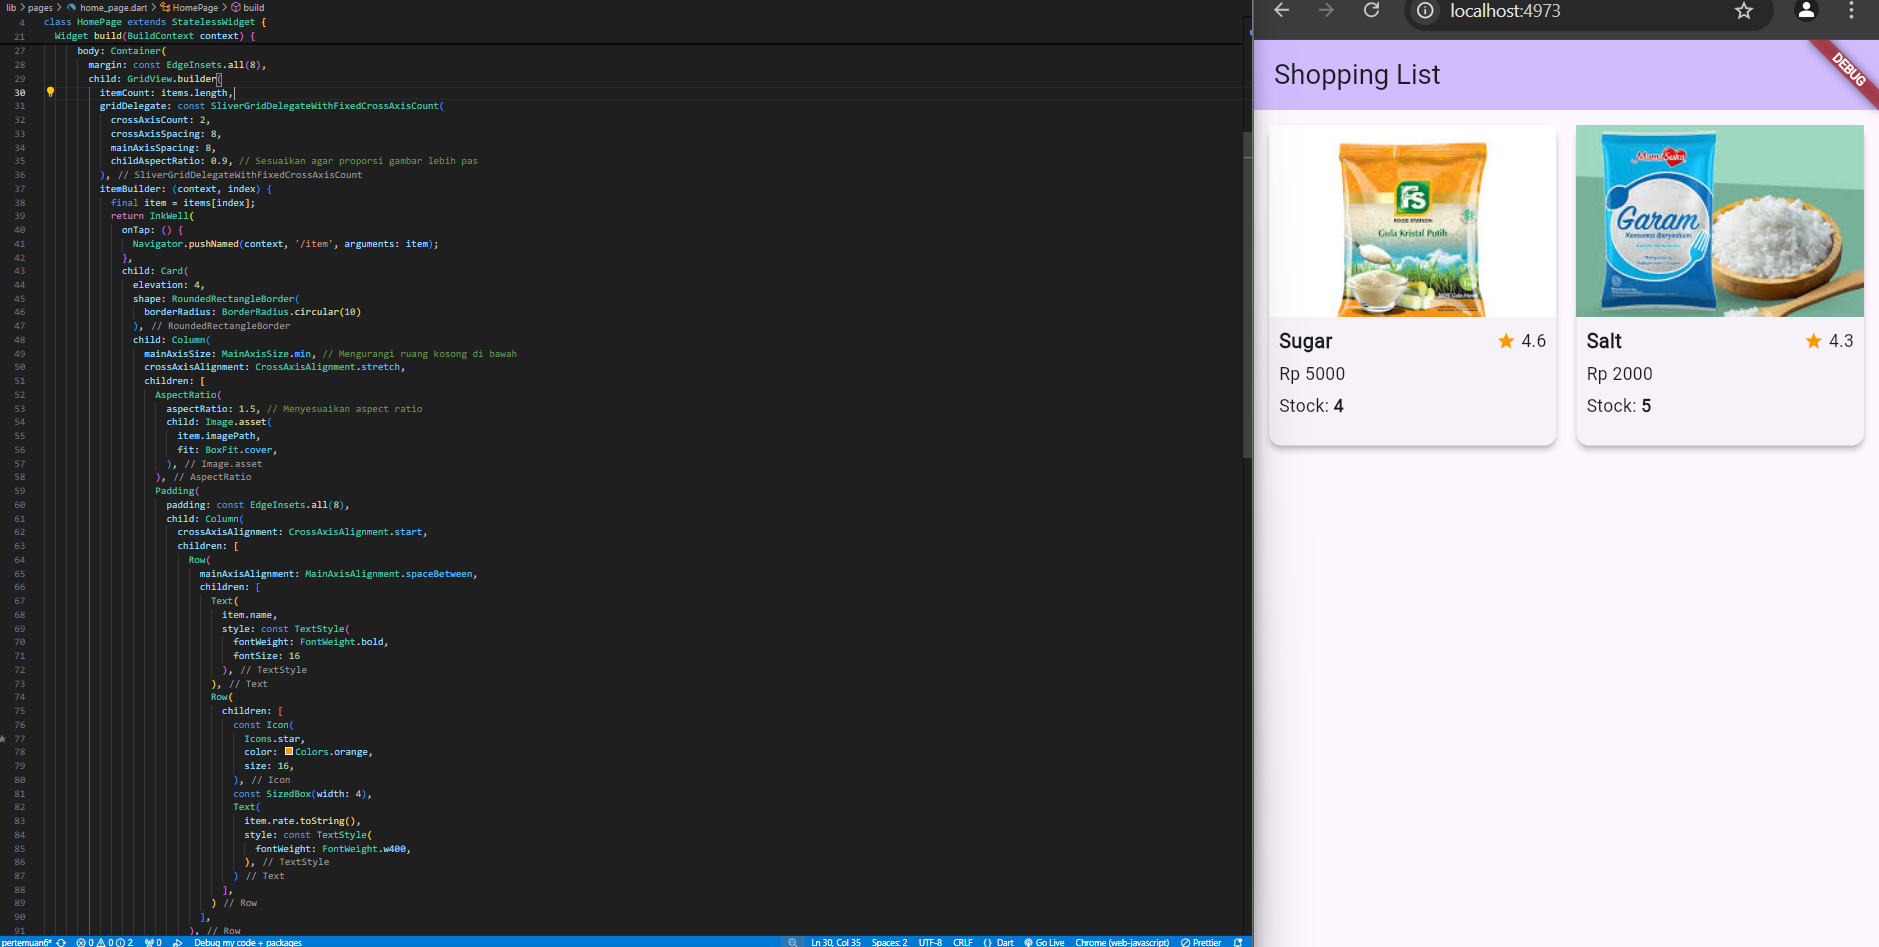 lib > pages > home_page.dart > HomePage > build
4 class HomePage extends StatelessWidget {
21 Widget build(BuildContext context) {
27 body: Container(
28 margin: const EdgeInsets.all(8),
29 child: GridView.builder(
30 itemCount: items.length,
31 gridDelegate: const SliverGridDelegateWithFixedCrossAxisCount(
32 crossAxisCount: 2,
33 crossAxisSpacing: 8,
34 mainAxisSpacing: 8,
35 childAspectRatio: 0.9, // Sesuaikan agar proporsi gambar lebih pas
36 ), // SliverGridDelegateWithFixedCrossAxisCount
37 itemBuilder: (context, index) {
38 final item = items[index];
39 return InkWell(
40 onTap: () {
41 Navigator.pushNamed(context, '/item', arguments: item);
42 },
43 child: Card(
44 elevation: 4,
45 shape: RoundedRectangleBorder(
46 borderRadius: BorderRadius.circular(10)
47 ), // RoundedRectangleBorder
48 child: Column(
49 mainAxisSize: MainAxisSize.min, // Mengurangi ruang kosong di bawah
50 crossAxisAlignment: CrossAxisAlignment.stretch,
51 children: [
52 AspectRatio(
53 aspectRatio: 1.5, // Menyesuaikan aspect ratio
54 child: Image.asset(
55 item.imagePath,
56 fit: BoxFit.cover,
57 ), // Image.asset
58 ), // AspectRatio
59 Padding(
60 padding: const EdgeInsets.all(8),
61 child: Column(
62 crossAxisAlignment: CrossAxisAlignment.start,
63 children: [
64 Row(
65 mainAxisAlignment: MainAxisAlignment.spaceBetween,
66 children: [
67 Text(
68 item.name,
69 style: const TextStyle(
70 fontWeight: FontWeight.bold,
71 fontSize: 16
72 ), // TextStyle
73 ), // Text
74 Row(
75 children: [
76 const Icon(
77 Icons.star,
78 color: Colors.orange,
79 size: 16,
80 ), // Icon
81 const SizedBox(width: 4),
82 Text(
83 item.rate.toString(),
84 style: const TextStyle(
85 fontWeight: FontWeight.w400,
86 ), // TextStyle
87 ) // Text
88 ],
89 ) // Row
90 ],
), // Row
pertemuan6* 0 0 2 0 Debug my code + packages Ln 30, Col 35 Spaces: 2 UTF-8 CRLF {} Dart Go Live Chrome (web-javascript) Prettier
localhost:4973
Shopping List
DEBUG
FS
FOOD STATION
Gula Kristal Putih
MamaSuka
Garam
Konsumsi Beryodium
Sugar 4.6
Rp 5000
Stock: 4
Salt 4.3
Rp 2000
Stock: 5